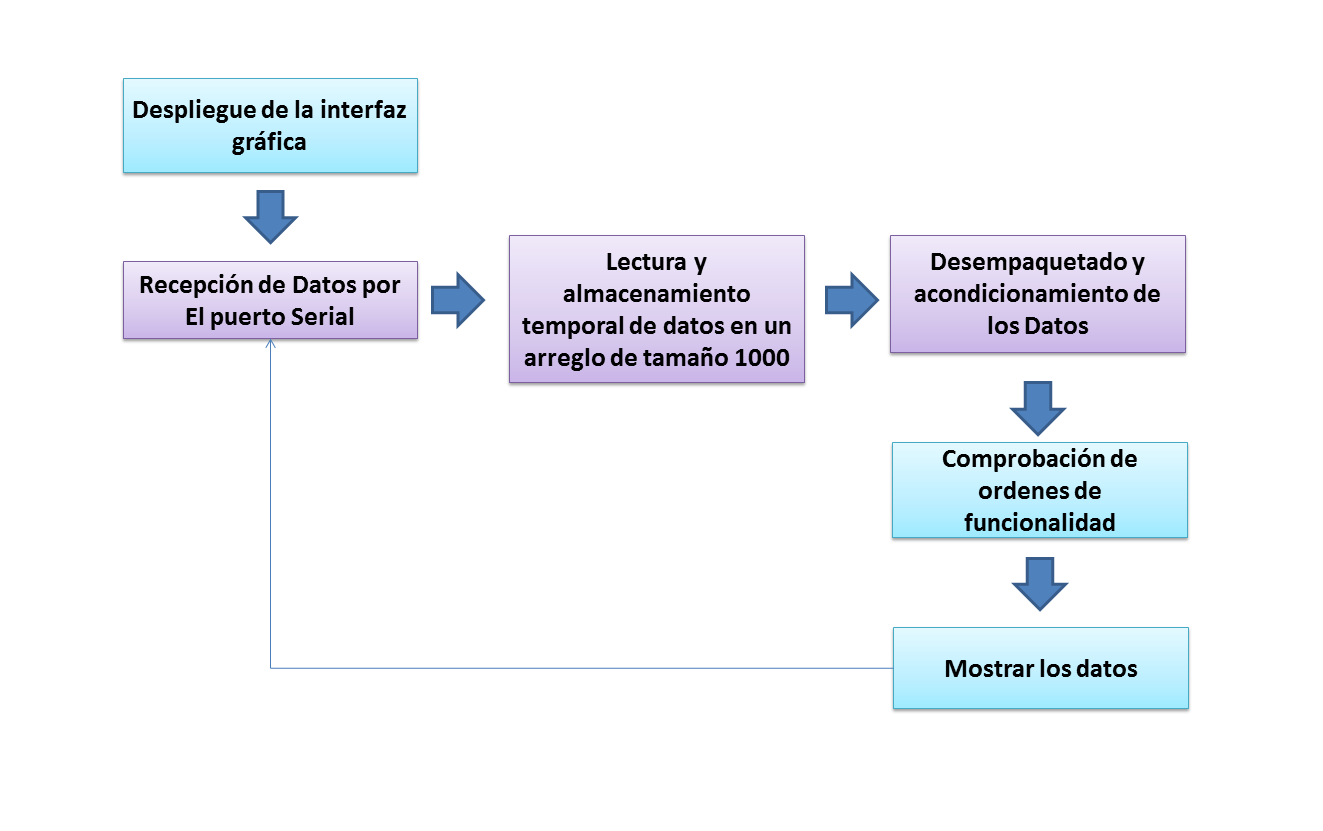 Despliegue de la interfaz
gráfica
Recepción de Datos por
El puerto Serial
Lectura y
almacenamiento
temporal de datos en un
arreglo de tamaño 1000
Desempaquetado y
acondicionamiento de
los Datos
Comprobación de
ordenes de
funcionalidad
Mostrar los datos